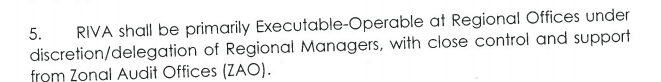 5. RIVA shall be primarily Executable-Operable at Regional Offices under
discretion/delegation of Regional Managers, with close control and support
from Zonal Audit Offices (ZAO).